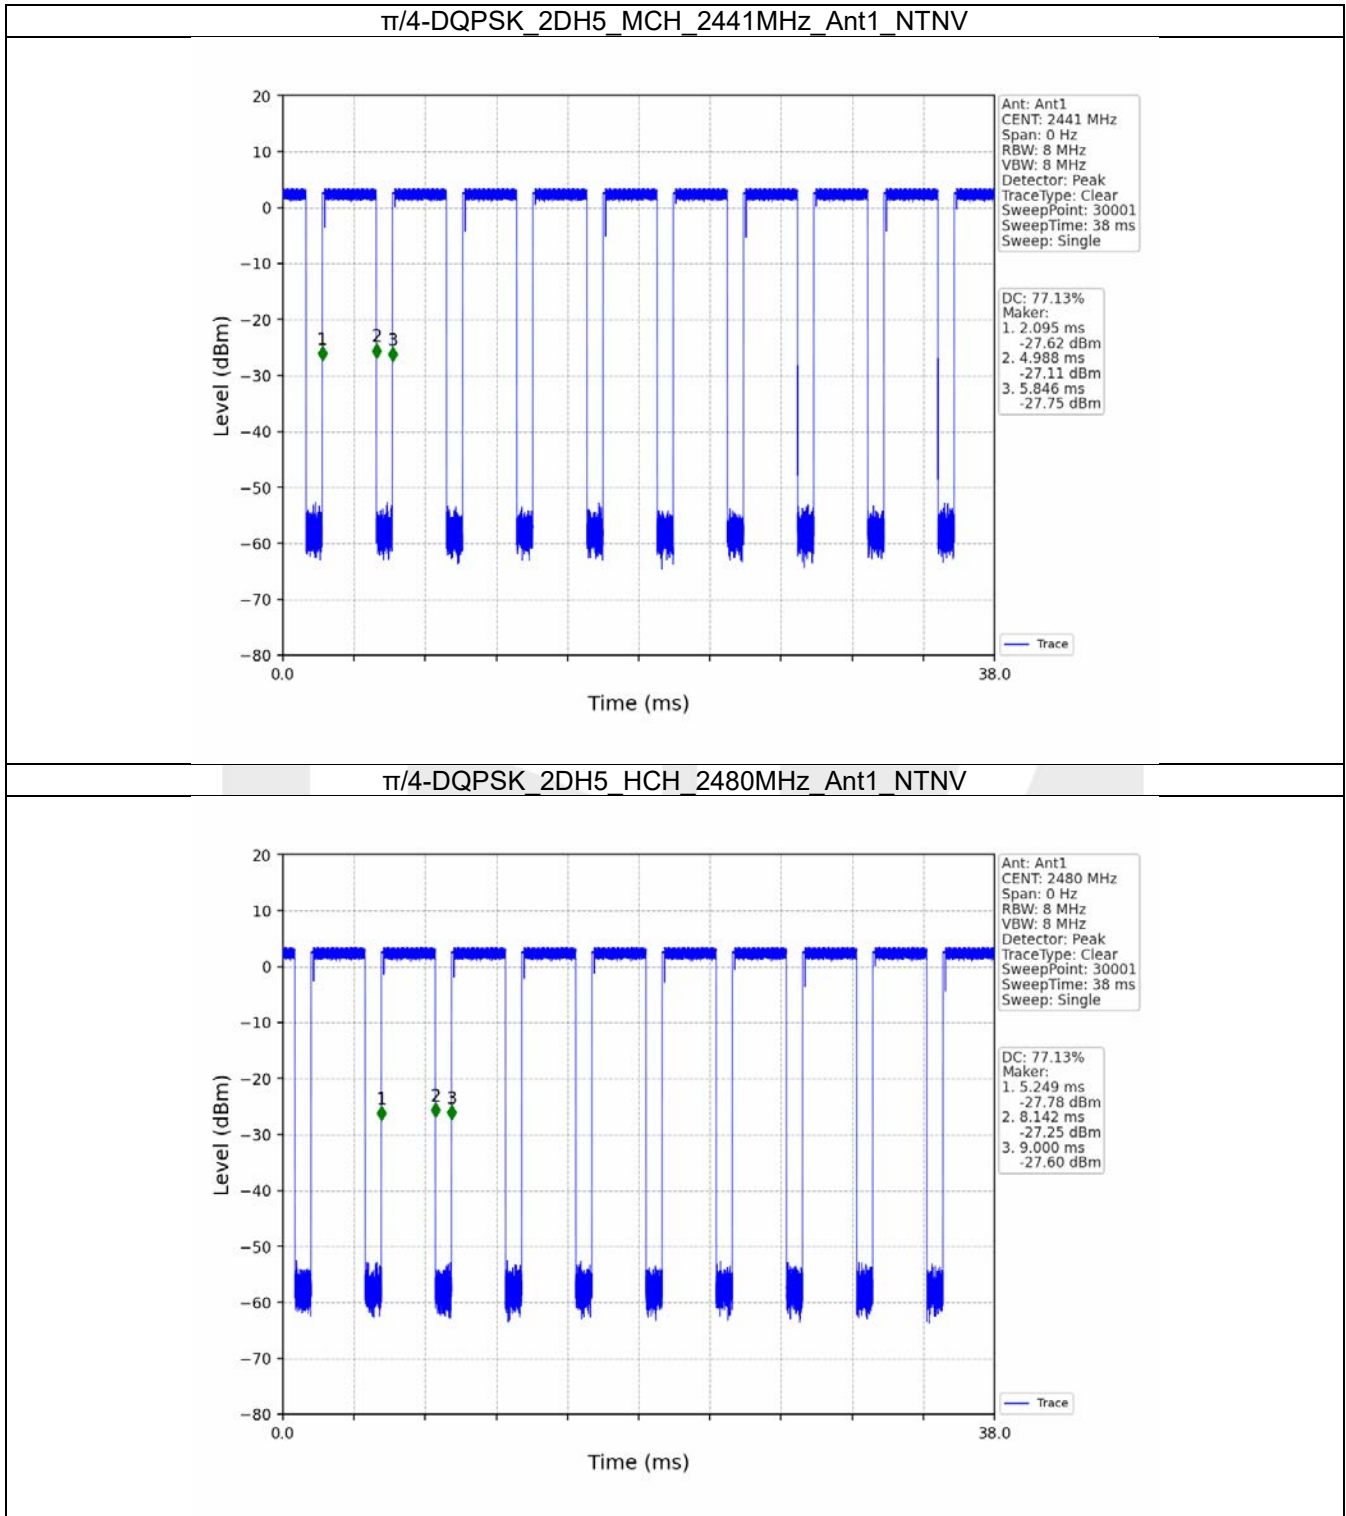 π/4-DQPSK_2DH5_MCH_2441MHz_Ant1_NTNV
20
10
0
−10
−20
−30
−40
−50
−60
−70
−80
Level (dBm)
1
2
3
0.0
38.0
Time (ms)
Ant: Ant1
CENT: 2441 MHz
Span: 0 Hz
RBW: 8 MHz
VBW: 8 MHz
Detector: Peak
TraceType: Clear
SweepPoint: 30001
SweepTime: 38 ms
Sweep: Single
DC: 77.13%
Maker:
1. 2.095 ms
-27.62 dBm
2. 4.988 ms
-27.11 dBm
3. 5.846 ms
-27.75 dBm
Trace
π/4-DQPSK_2DH5_HCH_2480MHz_Ant1_NTNV
20
10
0
−10
−20
−30
−40
−50
−60
−70
−80
Level (dBm)
1
2
3
0.0
38.0
Time (ms)
Ant: Ant1
CENT: 2480 MHz
Span: 0 Hz
RBW: 8 MHz
VBW: 8 MHz
Detector: Peak
TraceType: Clear
SweepPoint: 30001
SweepTime: 38 ms
Sweep: Single
DC: 77.13%
Maker:
1. 5.249 ms
-27.78 dBm
2. 8.142 ms
-27.25 dBm
3. 9.000 ms
-27.60 dBm
Trace